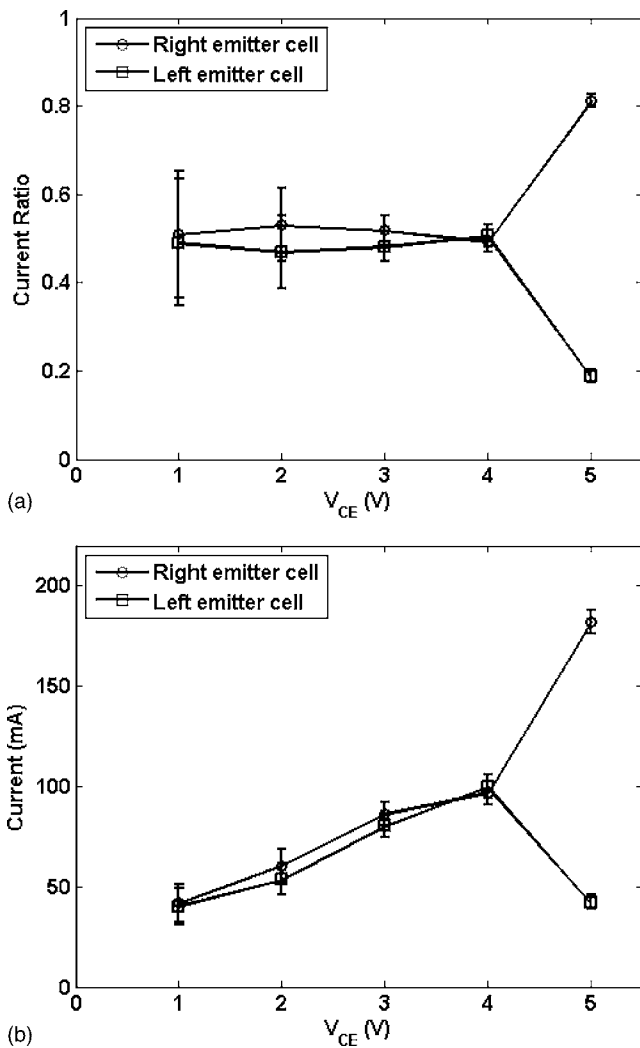 1
0.8
0.6
0.4
0.2
0
Current Ratio
Right emitter cell
Left emitter cell
0 1 2 3 4 5
V_CE (V)
(a)
200
150
100
50
0
Current (mA)
Right emitter cell
Left emitter cell
0 1 2 3 4 5
V_CE (V)
(b)